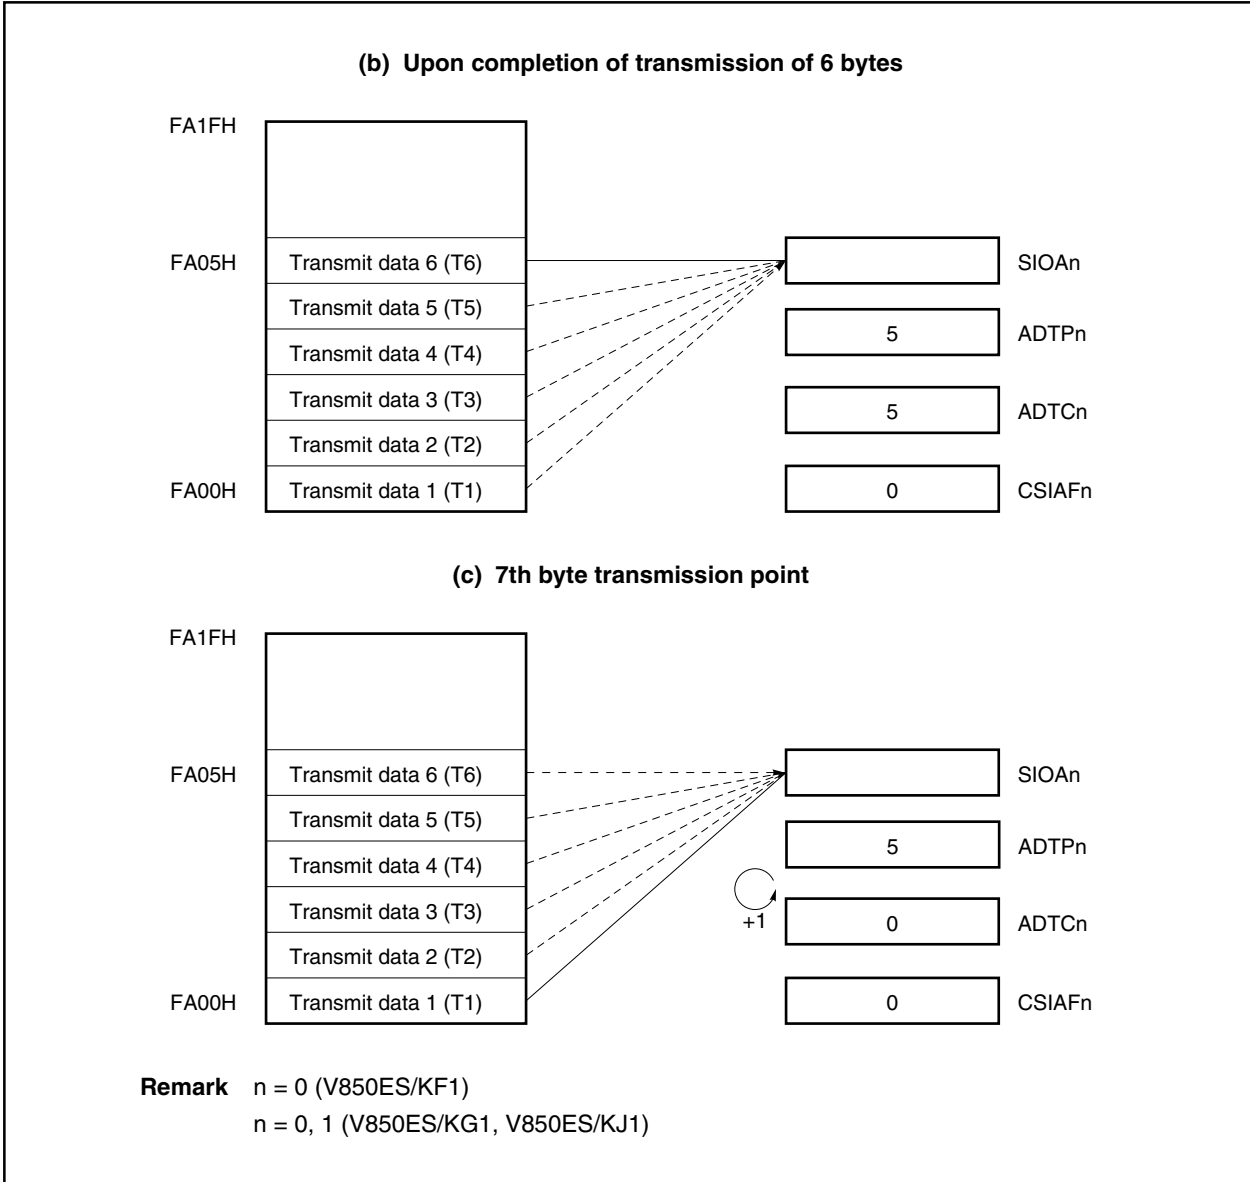 (b) Upon completion of transmission of 6 bytes
FA1FH
FA05H
Transmit data 6 (T6)
SIOAn
Transmit data 5 (T5)
5
ADTPn
Transmit data 4 (T4)
Transmit data 3 (T3)
5
ADTCn
Transmit data 2 (T2)
FA00H
Transmit data 1 (T1)
0
CSIAFn
(c) 7th byte transmission point
FA1FH
FA05H
Transmit data 6 (T6)
SIOAn
Transmit data 5 (T5)
5
ADTPn
Transmit data 4 (T4)
Transmit data 3 (T3)
+1
0
ADTCn
Transmit data 2 (T2)
FA00H
Transmit data 1 (T1)
0
CSIAFn
Remark n = 0 (V850ES/KF1)
n = 0, 1 (V850ES/KG1, V850ES/KJ1)